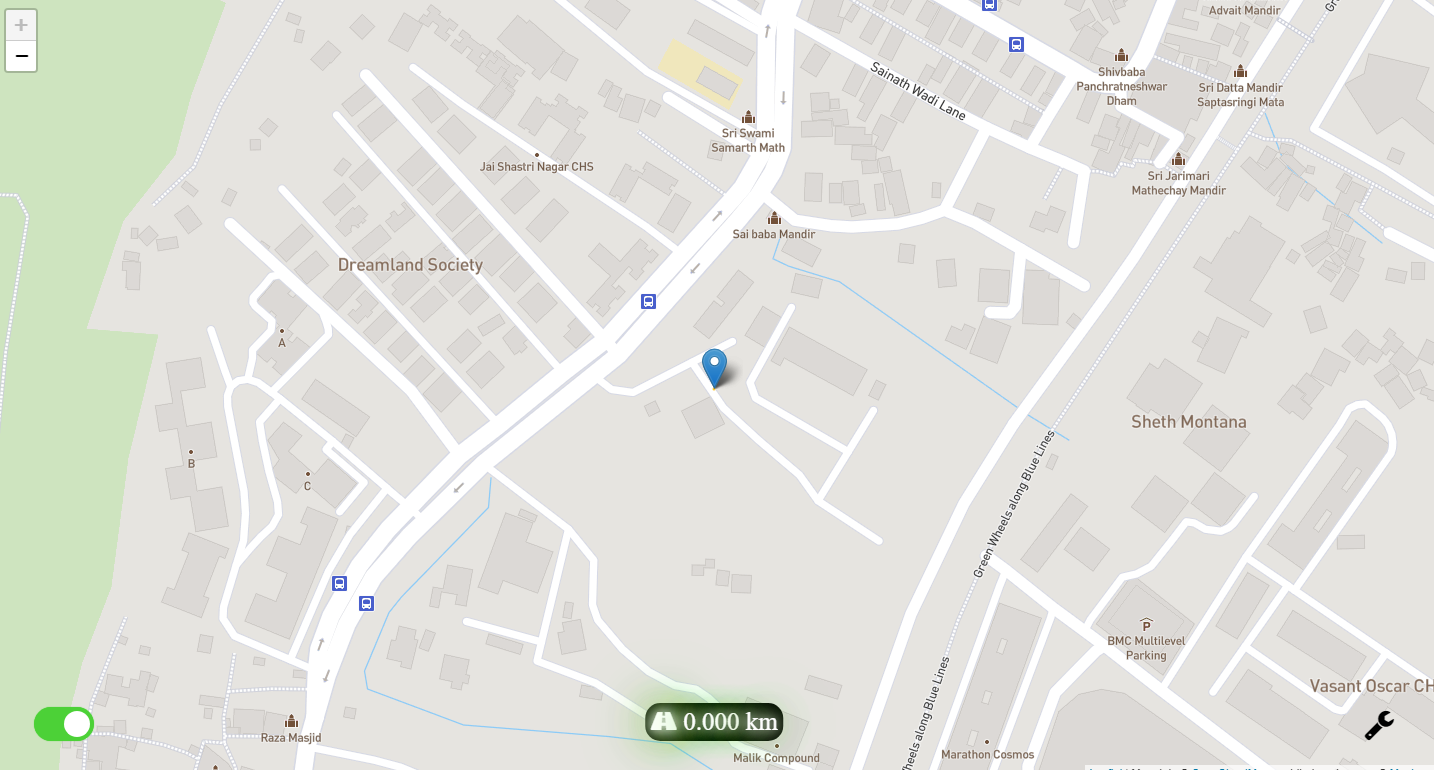 +
Advait Mandir
−
Sainath Wadi Lane
Shivbaba
Panchratneshwar
Dham
Sri Datta Mandir
Saptasringi Mata
Sri Swami
Samarth Math
Jai Shastri Nagar CHS
Sri Jarimari
Mathechay Mandir
Sai baba Mandir
Dreamland Society
A
Sheth Montana
B
C
Green Wheels along Blue Lines
P
BMC Multilevel
Parking
Vasant Oscar CH
0.000 km
Raza Masjid
Malik Compound
Marathon Cosmos
Wheels along Blue Lines